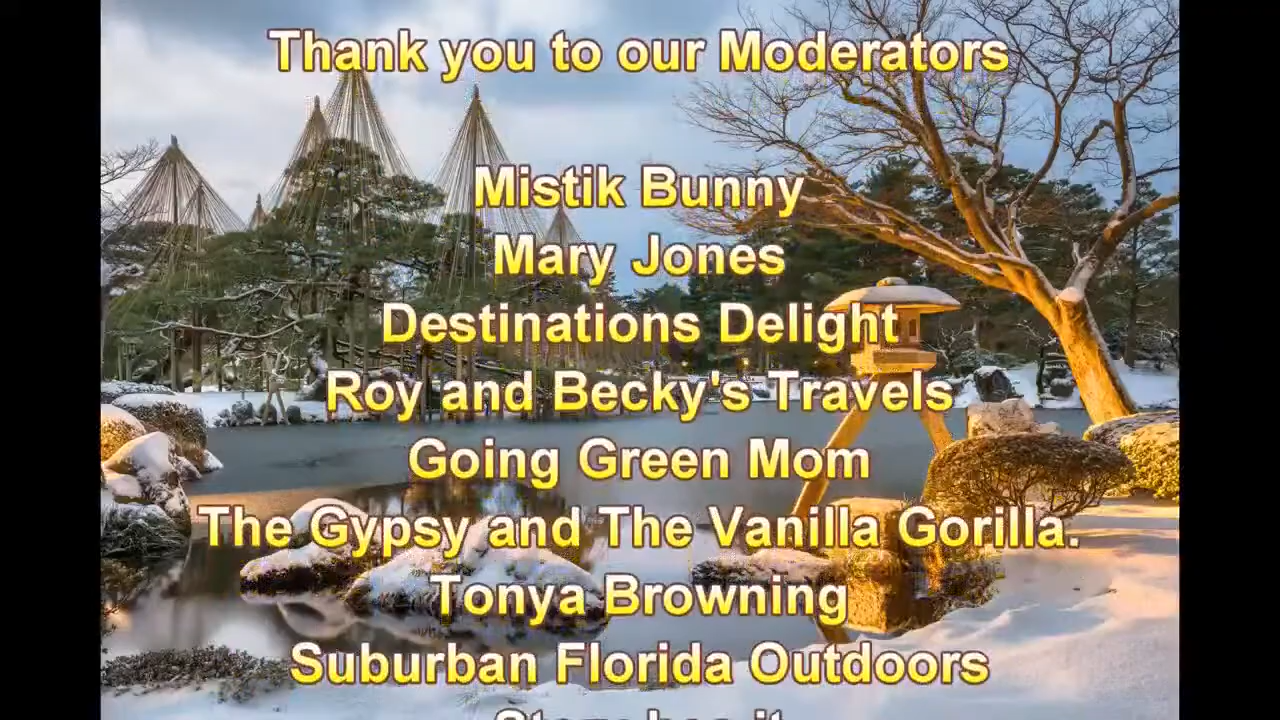 Thank you to our Moderators
Mistik Bunny
Mary Jones
Destinations Delight
Roy and Becky's Travels
Going Green Mom
The Gypsy and The Vanilla Gorilla.
Tonya Browning
Suburban Florida Outdoors